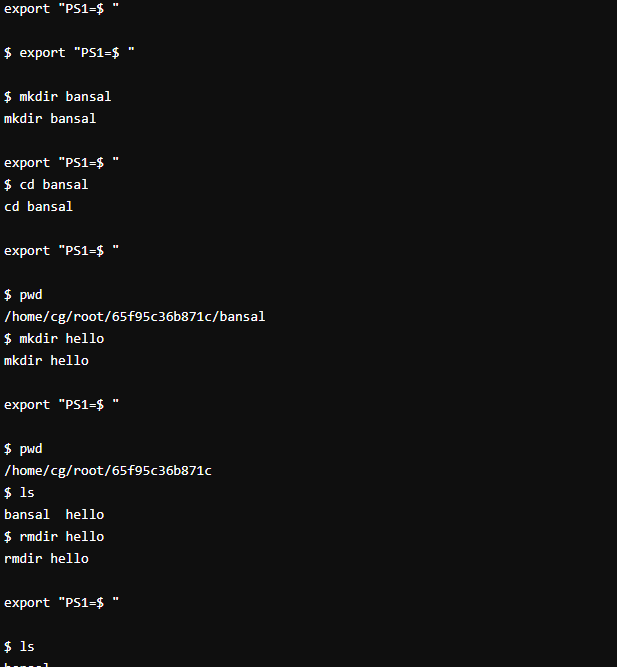 export "PS1=$ "
$ export "PS1=$ "
$ mkdir bansal
mkdir bansal
export "PS1=$ "
$ cd bansal
cd bansal
export "PS1=$ "
$ pwd
/home/cg/root/65f95c36b871c/bansal
$ mkdir hello
mkdir hello
export "PS1=$ "
$ pwd
/home/cg/root/65f95c36b871c
$ ls
bansal  hello
$ rmdir hello
rmdir hello
export "PS1=$ "
$ ls